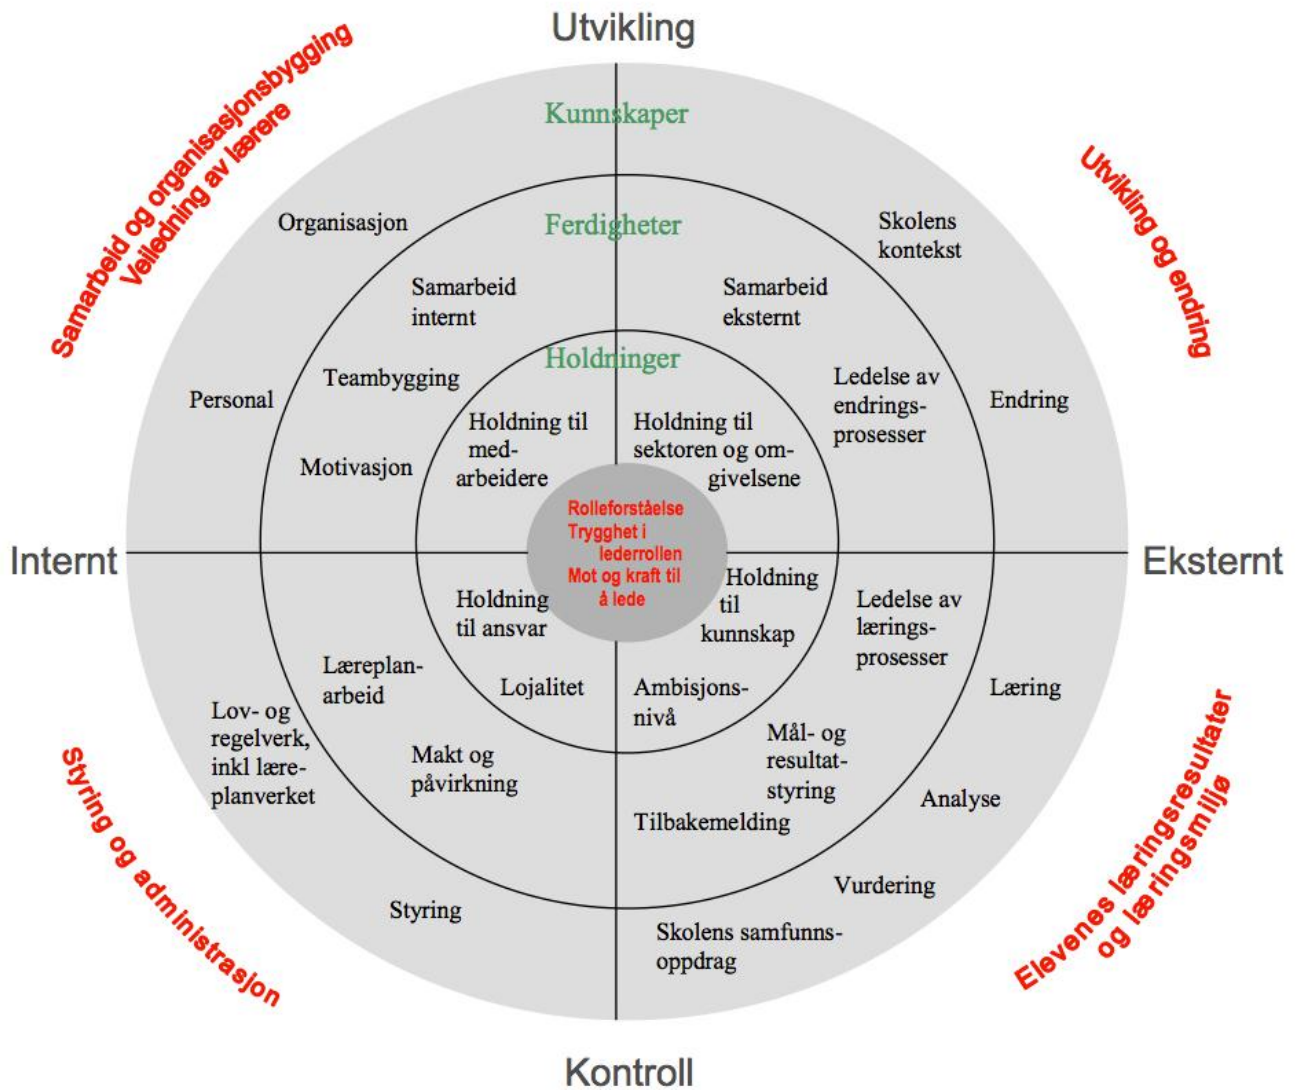 Utvikling
Samarbeid og organisasjonsbygging
Veiledning av lærere
Utvikling og endring
Kunnskaper
Organisasjon
Skolens
kontekst
Ferdigheter
Samarbeid
internt
Samarbeid
eksternt
Holdninger
Personal
Teambygging
Motivasjon
Ledelse av
endrings-
prosesser
Endring
Holdning til
med-
arbeidere
Holdning til
sektoren og om-
givelsene
Rolleforståelse
Trygghet i
lederrollen
Mot og kraft til
å lede
Internt
Eksternt
Holdning
til ansvar
Lojalitet
Holdning
til
kunnskap
Ambisjons-
nivå
Ledelse av
lærings-
prosesser
Læreplan-
arbeid
Makt og
påvirkning
Mål- og
resultat-
styring
Tilbakemelding
Lov- og
regelverk,
inkl lære-
planverket
Styring
Læring
Analyse
Vurdering
Skolens samfunns-
oppdrag
Styring og administrasjon
Elevenes læringsresultater
og læringsmiljø
Kontroll